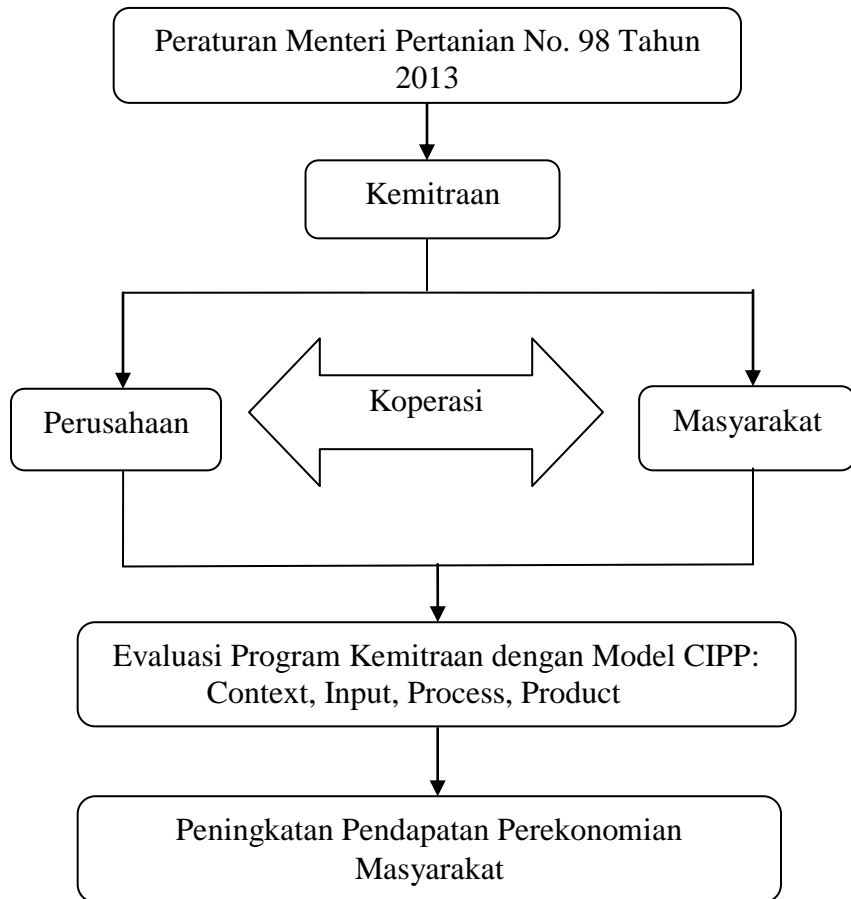 Peraturan Menteri Pertanian No. 98 Tahun
2013
Kemitraan
Perusahaan
Koperasi
Masyarakat
Evaluasi Program Kemitraan dengan Model CIPP:
Context, Input, Process, Product
Peningkatan Pendapatan Perekonomian
Masyarakat